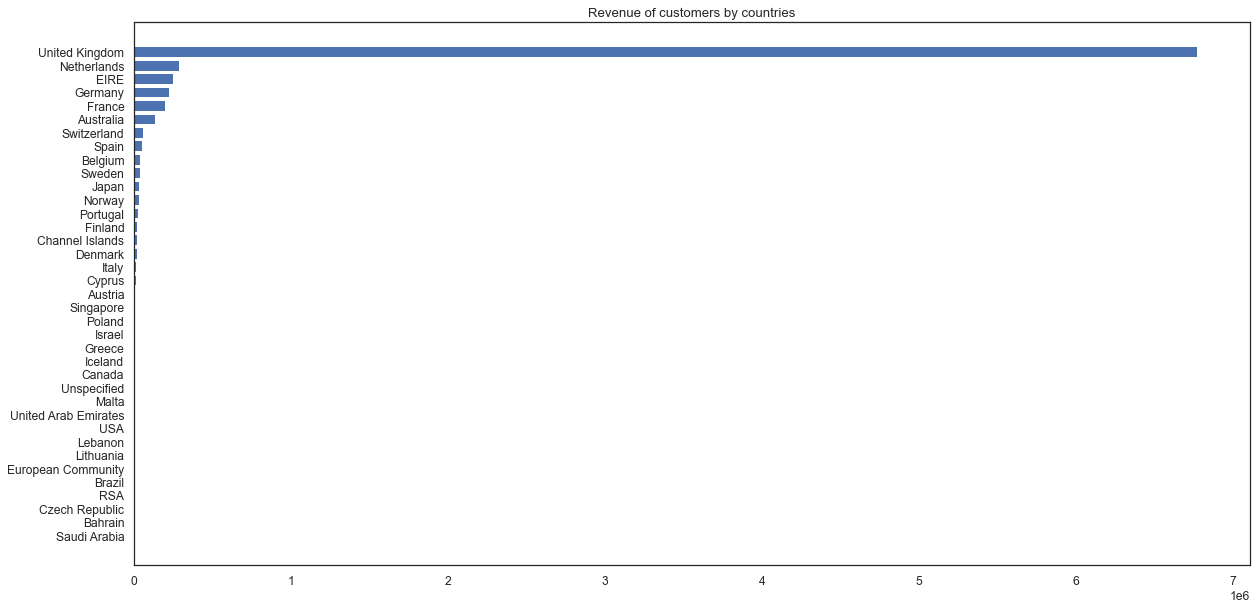 Revenue of customers by countries
United Kingdom
Netherlands
EIRE
Germany
France
Australia
Switzerland
Spain
Belgium
Sweden
Japan
Norway
Portugal
Finland
Channel Islands
Denmark
Italy
Cyprus
Austria
Singapore
Poland
Israel
Greece
Iceland
Canada
Unspecified
Malta
United Arab Emirates
USA
Lebanon
Lithuania
European Community
Brazil
RSA
Czech Republic
Bahrain
Saudi Arabia
0 1 2 3 4 5 6 7
1e6